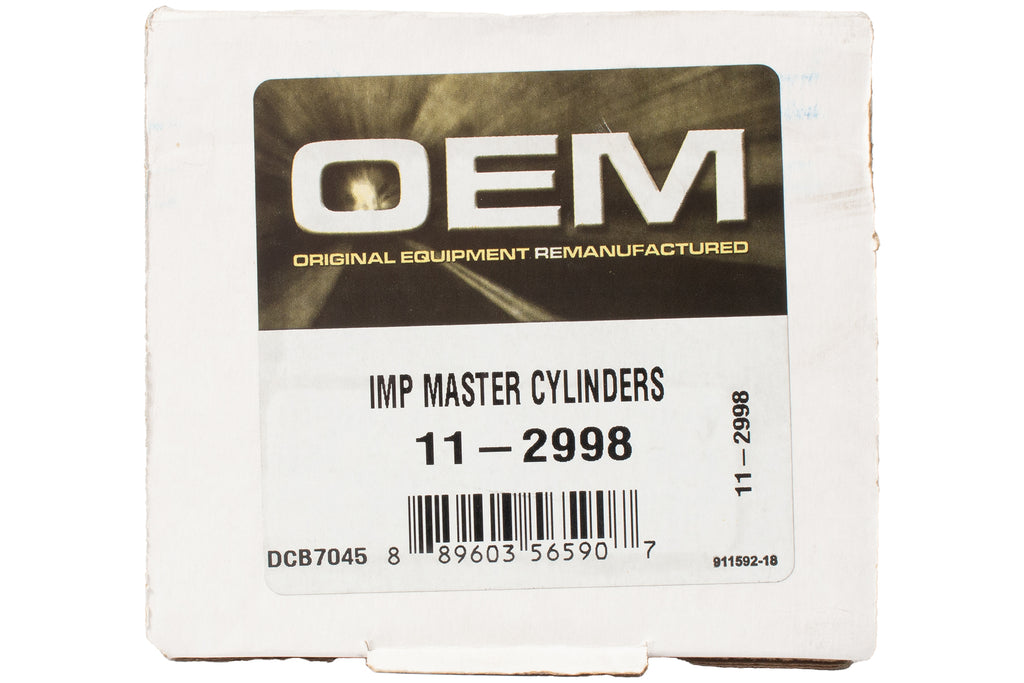 OEM
ORIGINAL EQUIPMENT REMANUFACTURED
IMP MASTER CYLINDERS
11-2998
11-2998
DCB7045
8 89603 56590 7
911592-18